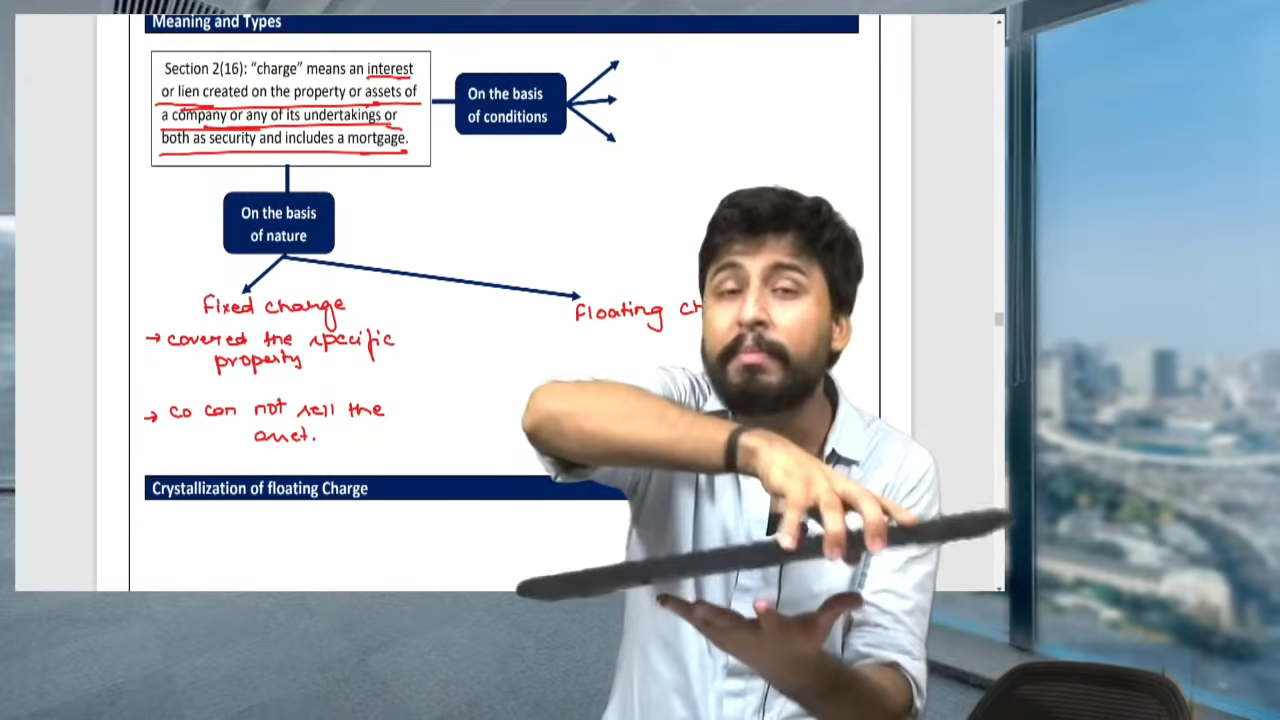 Meaning and Types
Section 2(16): “charge” means an interest
or lien created on the property or assets of
a company or any of its undertakings or
both as security and includes a mortgage.
On the basis
of conditions
On the basis
of nature
Fixed charge
→ covered the specific
property
→ co can not sell the
asset.
Floating ch
Crystallization of floating Charge